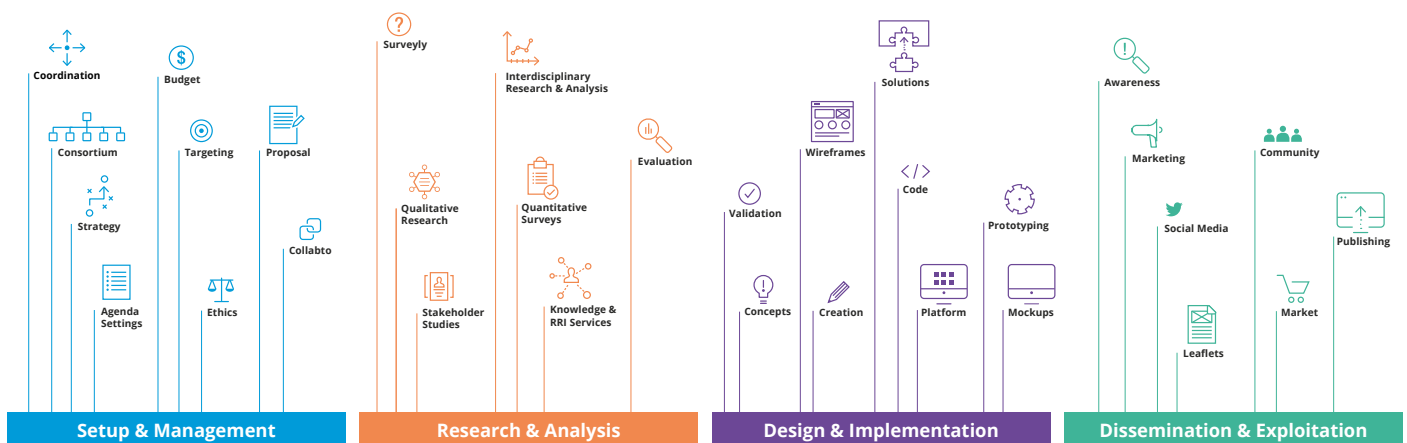 Coordination
Budget
Consortium
Targeting
Proposal
Strategy
Collabto
Agenda
Settings
Ethics
Setup & Management
Surveyly
Interdisciplinary
Research & Analysis
Evaluation
Qualitative
Research
Quantitative
Surveys
Stakeholder
Studies
Knowledge &
RRI Services
Research & Analysis
Solutions
Wireframes
Code
Validation
Prototyping
Concepts
Creation
Platform
Mockups
Design & Implementation
Awareness
Marketing
Community
Social Media
Publishing
Market
Leaflets
Dissemination & Exploitation